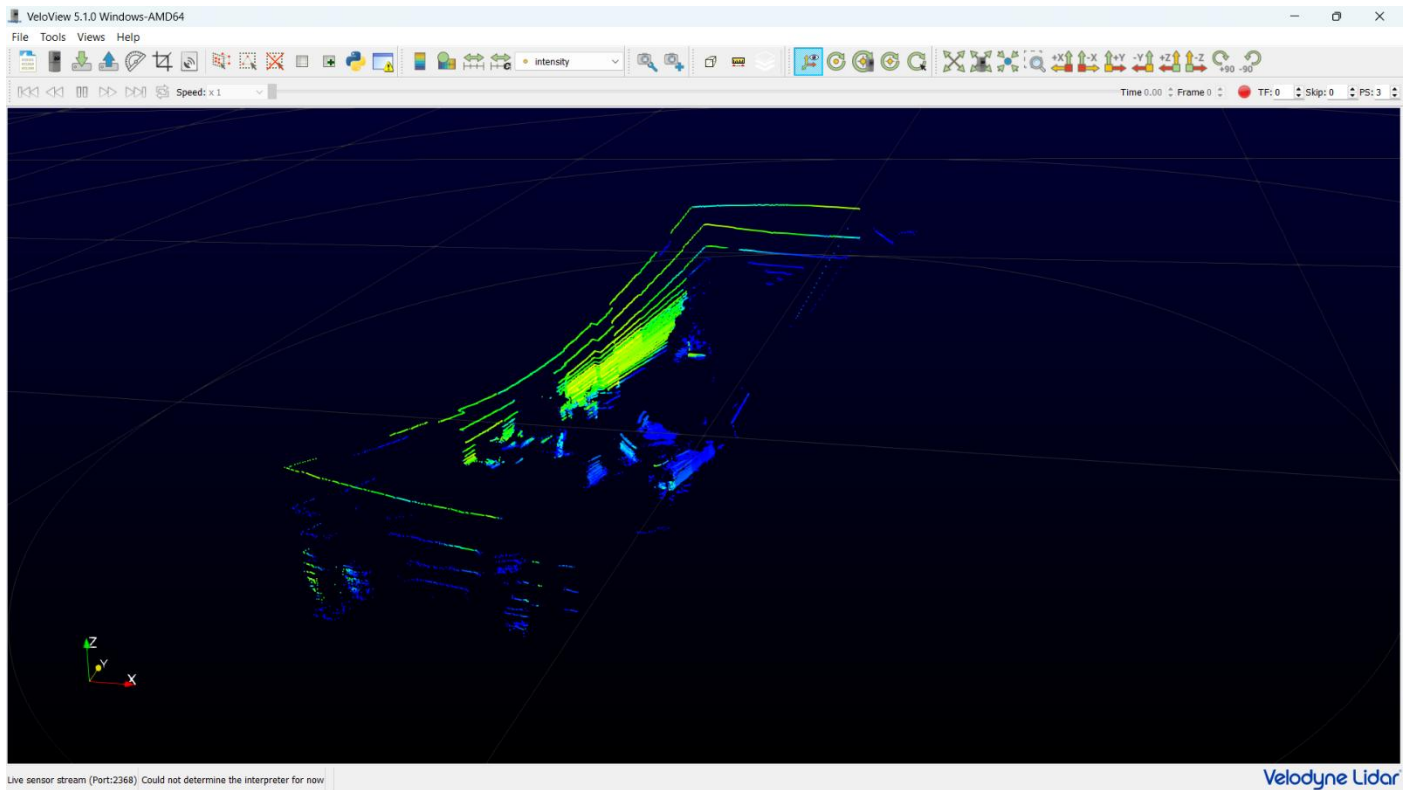 VeloView 5.1.0 Windows-AMD64
File Tools Views Help
intensity
+X -X +Y -Y +Z -Z +90 -90
Speed: x 1
Time 0.00 Frame 0 TF: 0 Skip: 0 PS: 3
Z
Y
X
Live sensor stream (Port:2368) Could not determine the interpreter for now
Velodyne Lidar